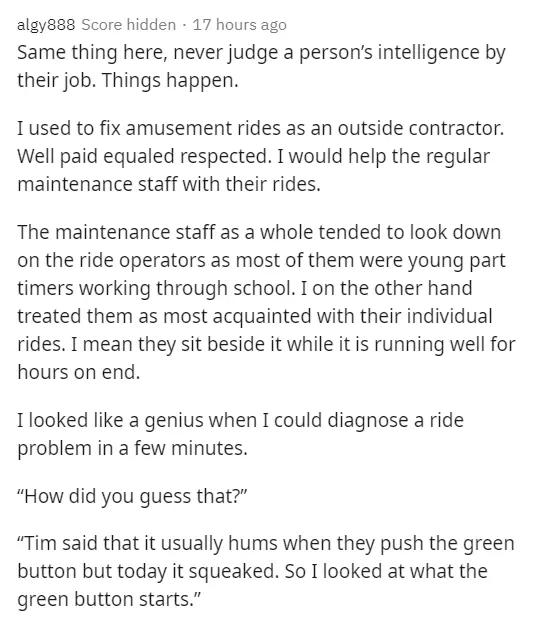 algy888 Score hidden · 17 hours ago
Same thing here, never judge a person’s intelligence by
their job. Things happen.
I used to fix amusement rides as an outside contractor.
Well paid equaled respected. I would help the regular
maintenance staff with their rides.
The maintenance staff as a whole tended to look down
on the ride operators as most of them were young part
timers working through school. I on the other hand
treated them as most acquainted with their individual
rides. I mean they sit beside it while it is running well for
hours on end.
I looked like a genius when I could diagnose a ride
problem in a few minutes.
“How did you guess that?”
“Tim said that it usually hums when they push the green
button but today it squeaked. So I looked at what the
green button starts.”